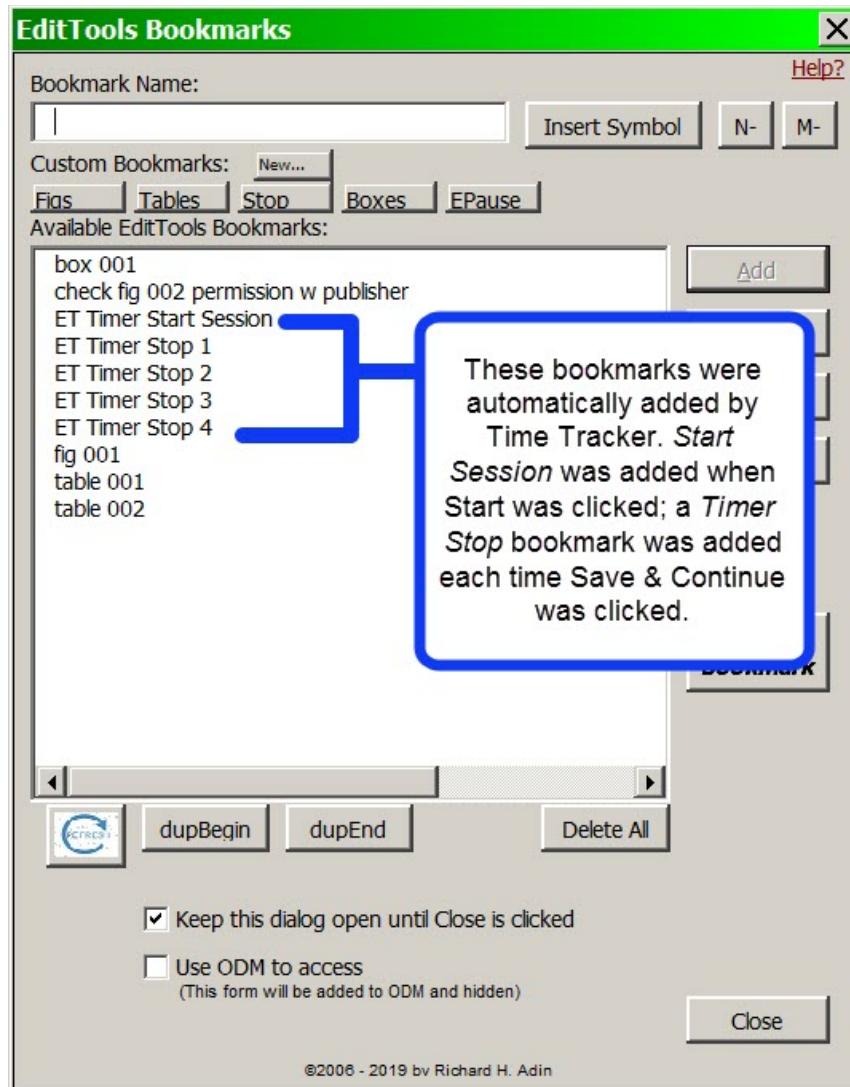 EditTools Bookmarks
Help?
Bookmark Name:
Insert Symbol N- M-
Custom Bookmarks: New...
Figs Tables Stop Boxes EPause
Available EditTools Bookmarks:
box 001
check fig 002 permission w publisher
ET Timer Start Session
ET Timer Stop 1
ET Timer Stop 2
ET Timer Stop 3
ET Timer Stop 4
fig 001
table 001
table 002
Add
These bookmarks were
automatically added by
Time Tracker. Start
Session was added when
Start was clicked; a Timer
Stop bookmark was added
each time Save & Continue
was clicked.
Bookmark
REFRESH dupBegin dupEnd Delete All
Keep this dialog open until Close is clicked
Use ODM to access
(This form will be added to ODM and hidden)
Close
©2006 - 2019 by Richard H. Adin